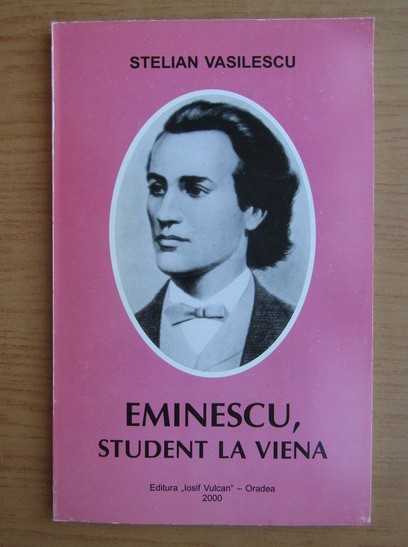 STELIAN VASILESCU
EMINESCU,
STUDENT LA VIENA
Editura „Iosif Vulcan” – Oradea
2000